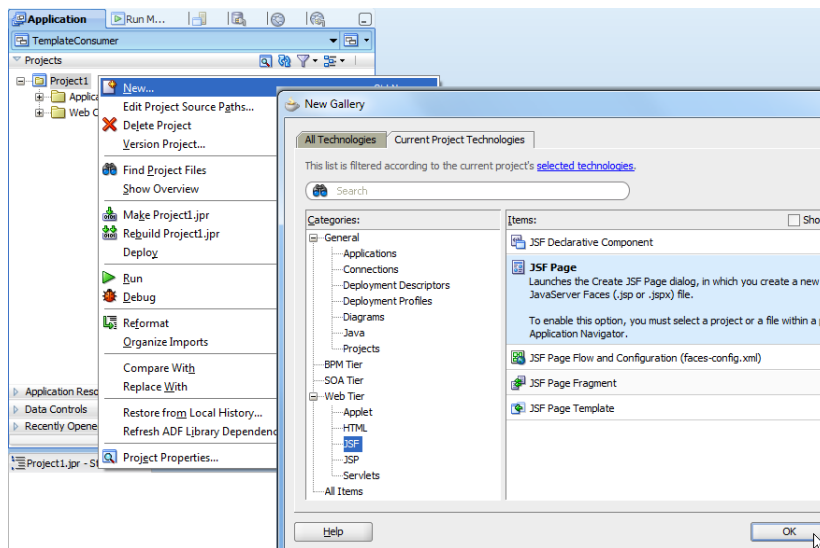 Application
Run M...
TemplateConsumer
Projects
Project1
Applica
Web C
Application Reso
Data Controls
Recently Opene
Project1.jpr - St
New...
Edit Project Source Paths...
Delete Project
Version Project...
Find Project Files
Show Overview
Make Project1.jpr
Rebuild Project1.jpr
Deploy
Run
Debug
Reformat
Organize Imports
Compare With
Replace With
Restore from Local History...
Refresh ADF Library Dependenc
Project Properties...
New Gallery
All Technologies
Current Project Technologies
This list is filtered according to the current project's selected technologies.
Search
Categories:
General
Applications
Connections
Deployment Descriptors
Deployment Profiles
Diagrams
Java
Projects
BPM Tier
SOA Tier
Web Tier
Applet
HTML
JSF
JSP
Servlets
All Items
Items:
Sho
JSF Declarative Component
JSF Page
Launches the Create JSF Page dialog, in which you create a new
JavaServer Faces (.jsp or .jspx) file.
To enable this option, you must select a project or a file within a p
Application Navigator.
JSF Page Flow and Configuration (faces-config.xml)
JSF Page Fragment
JSF Page Template
Help
OK